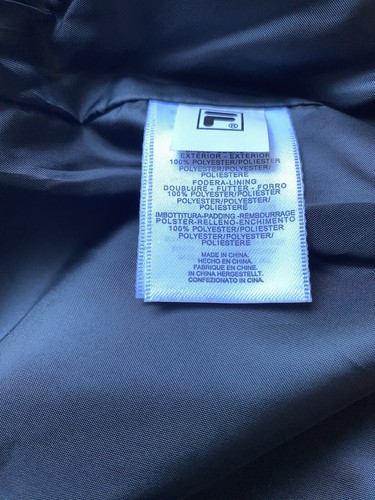 F®
EXTERIOR - EXTERIOR
100% POLYESTER/POLIESTER
POLYESTER/POLYESTER/
POLIESTERE
FODERA-LINING
DOUBLURE - FUTTER - FORRO
100% POLYESTER/POLIESTER
POLYESTER/POLYESTER/
POLIESTERE
IMBOTTITURA-PADDING-REMBOURRAGE
POLSTER-RELLENO-ENCHIMENTO
100% POLYESTER/POLIESTER
POLYESTER/POLYESTER/
POLIESTERE
MADE IN CHINA.
HECHO EN CHINA.
FABRIQUE EN CHINE.
IN CHINA HERGESTELLT.
CONFEZIONATO IN CINA.